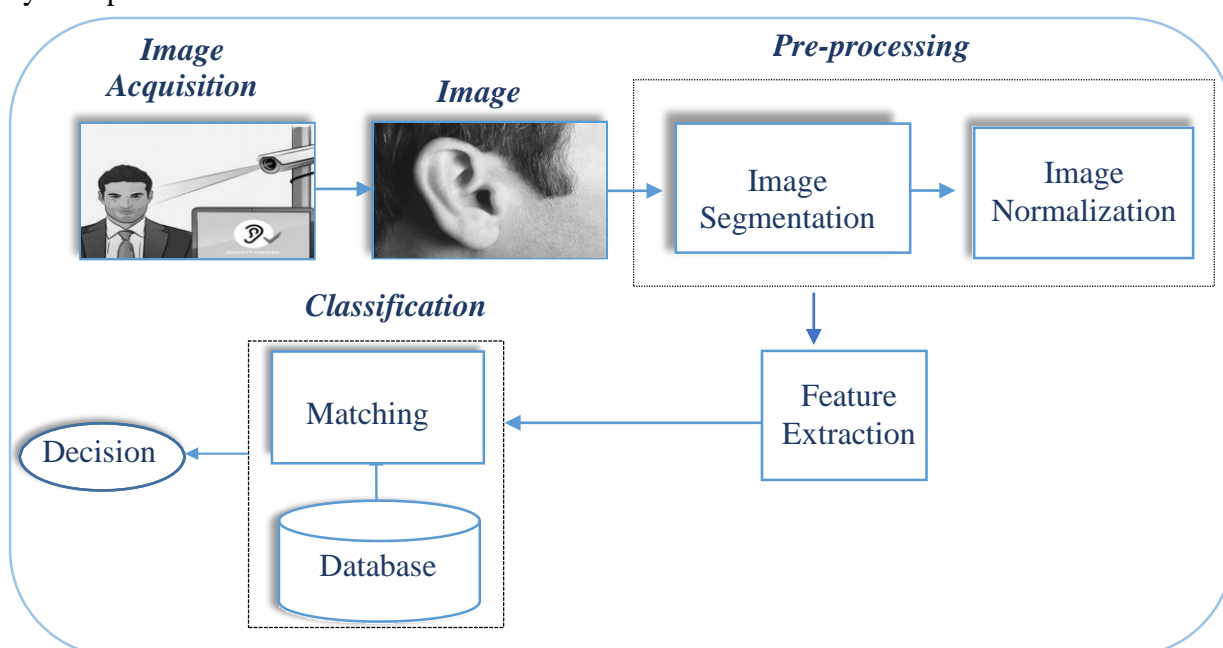 Image
Acquisition
Image
Pre-processing
Image
Segmentation
Image
Normalization
Classification
Matching
Feature
Extraction
Decision
Database